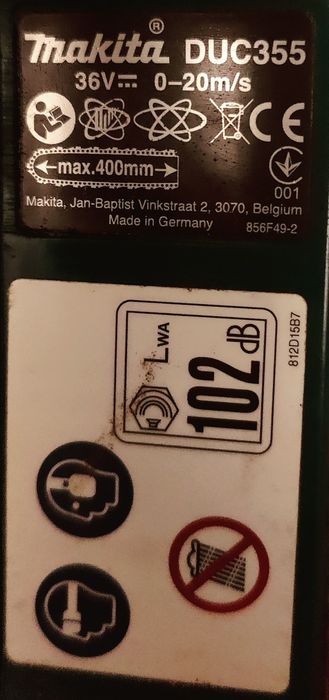 makita® DUC355
36V 0–20m/s
CE
max.400mm
001
Makita, Jan-Baptist Vinkstraat 2, 3070, Belgium
Made in Germany 856F49-2
LWA
102 dB
812D15B7